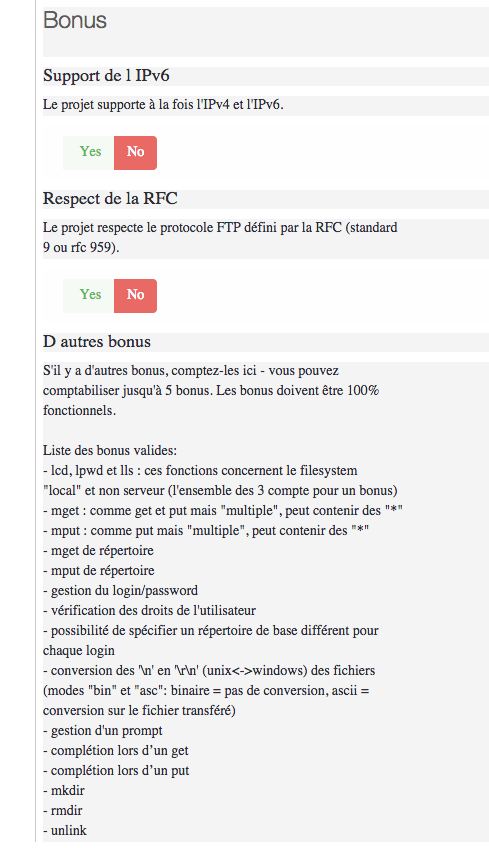 Bonus
Support de l IPv6
Le projet supporte à la fois l'IPv4 et l'IPv6.
Yes No
Respect de la RFC
Le projet respecte le protocole FTP défini par la RFC (standard
9 ou rfc 959).
Yes No
D autres bonus
S'il y a d'autres bonus, comptez-les ici - vous pouvez
comptabiliser jusqu'à 5 bonus. Les bonus doivent être 100%
fonctionnels.
Liste des bonus valides:
- lcd, lpwd et lls : ces fonctions concernent le filesystem
"local" et non serveur (l'ensemble des 3 compte pour un bonus)
- mget : comme get et put mais "multiple", peut contenir des "*"
- mput : comme put mais "multiple", peut contenir des "*"
- mget de répertoire
- mput de répertoire
- gestion du login/password
- vérification des droits de l'utilisateur
- possibilité de spécifier un répertoire de base différent pour
chaque login
- conversion des '\n' en '\r\n' (unix<->windows) des fichiers
(modes "bin" et "asc": binaire = pas de conversion, ascii =
conversion sur le fichier transféré)
- gestion d'un prompt
- complétion lors d’un get
- complétion lors d’un put
- mkdir
- rmdir
- unlink